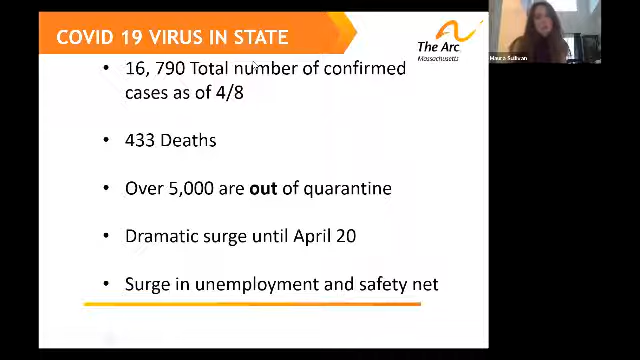 COVID 19 VIRUS IN STATE
The Arc
Massachusetts
Mauro Sullivan
• 16, 790 Total number of confirmed
cases as of 4/8
• 433 Deaths
• Over 5,000 are out of quarantine
• Dramatic surge until April 20
• Surge in unemployment and safety net